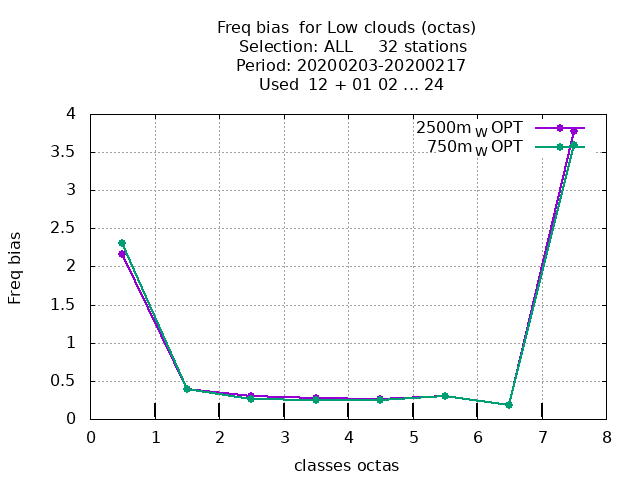 Freq bias  for Low clouds (octas)
Selection: ALL     32 stations
Period: 20200203-20200217
Used  12 + 01 02 ... 24
4
3.5
3
2.5
2
1.5
1
0.5
0
2500m W OPT
750m W OPT
Freq bias
0 1 2 3 4 5 6 7 8
classes octas